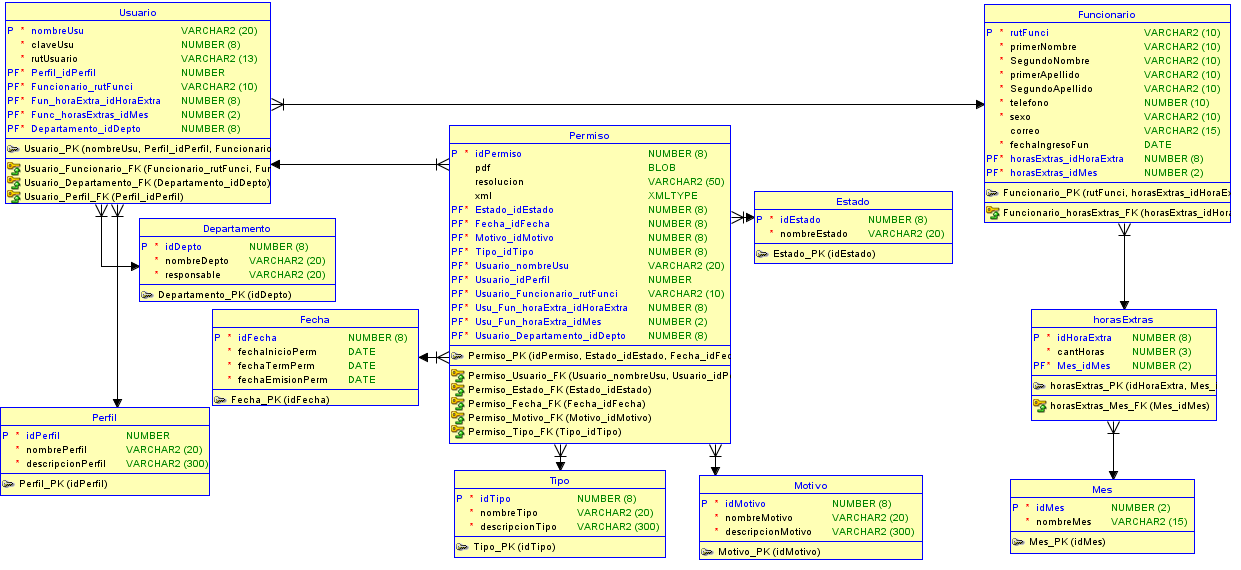 Usuario
P * nombreUsu VARCHAR2 (20)
* claveUsu NUMBER (8)
* rutUsuario VARCHAR2 (13)
PF* Perfil_idPerfil NUMBER
PF* Funcionario_rutFunci VARCHAR2 (10)
PF* Fun_horaExtra_idHoraExtra NUMBER (8)
PF* Func_horasExtras_idMes NUMBER (2)
PF* Departamento_idDepto NUMBER (8)
Usuario_PK (nombreUsu, Perfil_idPerfil, Funcionario
Usuario_Funcionario_FK (Funcionario_rutFunci, Fun
Usuario_Departamento_FK (Departamento_idDepto)
Usuario_Perfil_FK (Perfil_idPerfil)
Funcionario
P * rutFunci VARCHAR2 (10)
* primerNombre VARCHAR2 (10)
* SegundoNombre VARCHAR2 (10)
* primerApellido VARCHAR2 (10)
* SegundoApellido VARCHAR2 (10)
* telefono NUMBER (10)
* sexo VARCHAR2 (10)
correo VARCHAR2 (15)
* fechaIngresoFun DATE
PF* horasExtras_idHoraExtra NUMBER (8)
PF* horasExtras_idMes NUMBER (2)
Funcionario_PK (rutFunci, horasExtras_idHoraEx
Funcionario_horasExtras_FK (horasExtras_idHora
Permiso
P * idPermiso NUMBER (8)
pdf BLOB
resolucion VARCHAR2 (50)
xml XMLTYPE
PF* Estado_idEstado NUMBER (8)
PF* Fecha_idFecha NUMBER (8)
PF* Motivo_idMotivo NUMBER (8)
PF* Tipo_idTipo NUMBER (8)
PF* Usuario_nombreUsu VARCHAR2 (20)
PF* Usuario_idPerfil NUMBER
PF* Usuario_Funcionario_rutFunci VARCHAR2 (10)
PF* Usu_Fun_horaExtra_idHoraExtra NUMBER (8)
PF* Usu_Fun_horaExtra_idMes NUMBER (2)
PF* Usuario_Departamento_idDepto NUMBER (8)
Permiso_PK (idPermiso, Estado_idEstado, Fecha_idFec
Permiso_Usuario_FK (Usuario_nombreUsu, Usuario_idP
Permiso_Estado_FK (Estado_idEstado)
Permiso_Fecha_FK (Fecha_idFecha)
Permiso_Motivo_FK (Motivo_idMotivo)
Permiso_Tipo_FK (Tipo_idTipo)
Estado
P * idEstado NUMBER (8)
* nombreEstado VARCHAR2 (20)
Estado_PK (idEstado)
Departamento
P * idDepto NUMBER (8)
* nombreDepto VARCHAR2 (20)
* responsable VARCHAR2 (20)
Departamento_PK (idDepto)
Fecha
P * idFecha NUMBER (8)
* fechaInicioPerm DATE
* fechaTermPerm DATE
* fechaEmisionPerm DATE
Fecha_PK (idFecha)
horasExtras
P * idHoraExtra NUMBER (8)
* cantHoras NUMBER (3)
PF* Mes_idMes NUMBER (2)
horasExtras_PK (idHoraExtra, Mes_
horasExtras_Mes_FK (Mes_idMes)
Perfil
P * idPerfil NUMBER
* nombrePerfil VARCHAR2 (20)
* descripcionPerfil VARCHAR2 (300)
Perfil_PK (idPerfil)
Tipo
P * idTipo NUMBER (8)
* nombreTipo VARCHAR2 (20)
* descripcionTipo VARCHAR2 (300)
Tipo_PK (idTipo)
Motivo
P * idMotivo NUMBER (8)
* nombreMotivo VARCHAR2 (20)
* descripcionMotivo VARCHAR2 (300)
Motivo_PK (idMotivo)
Mes
P * idMes NUMBER (2)
* nombreMes VARCHAR2 (15)
Mes_PK (idMes)